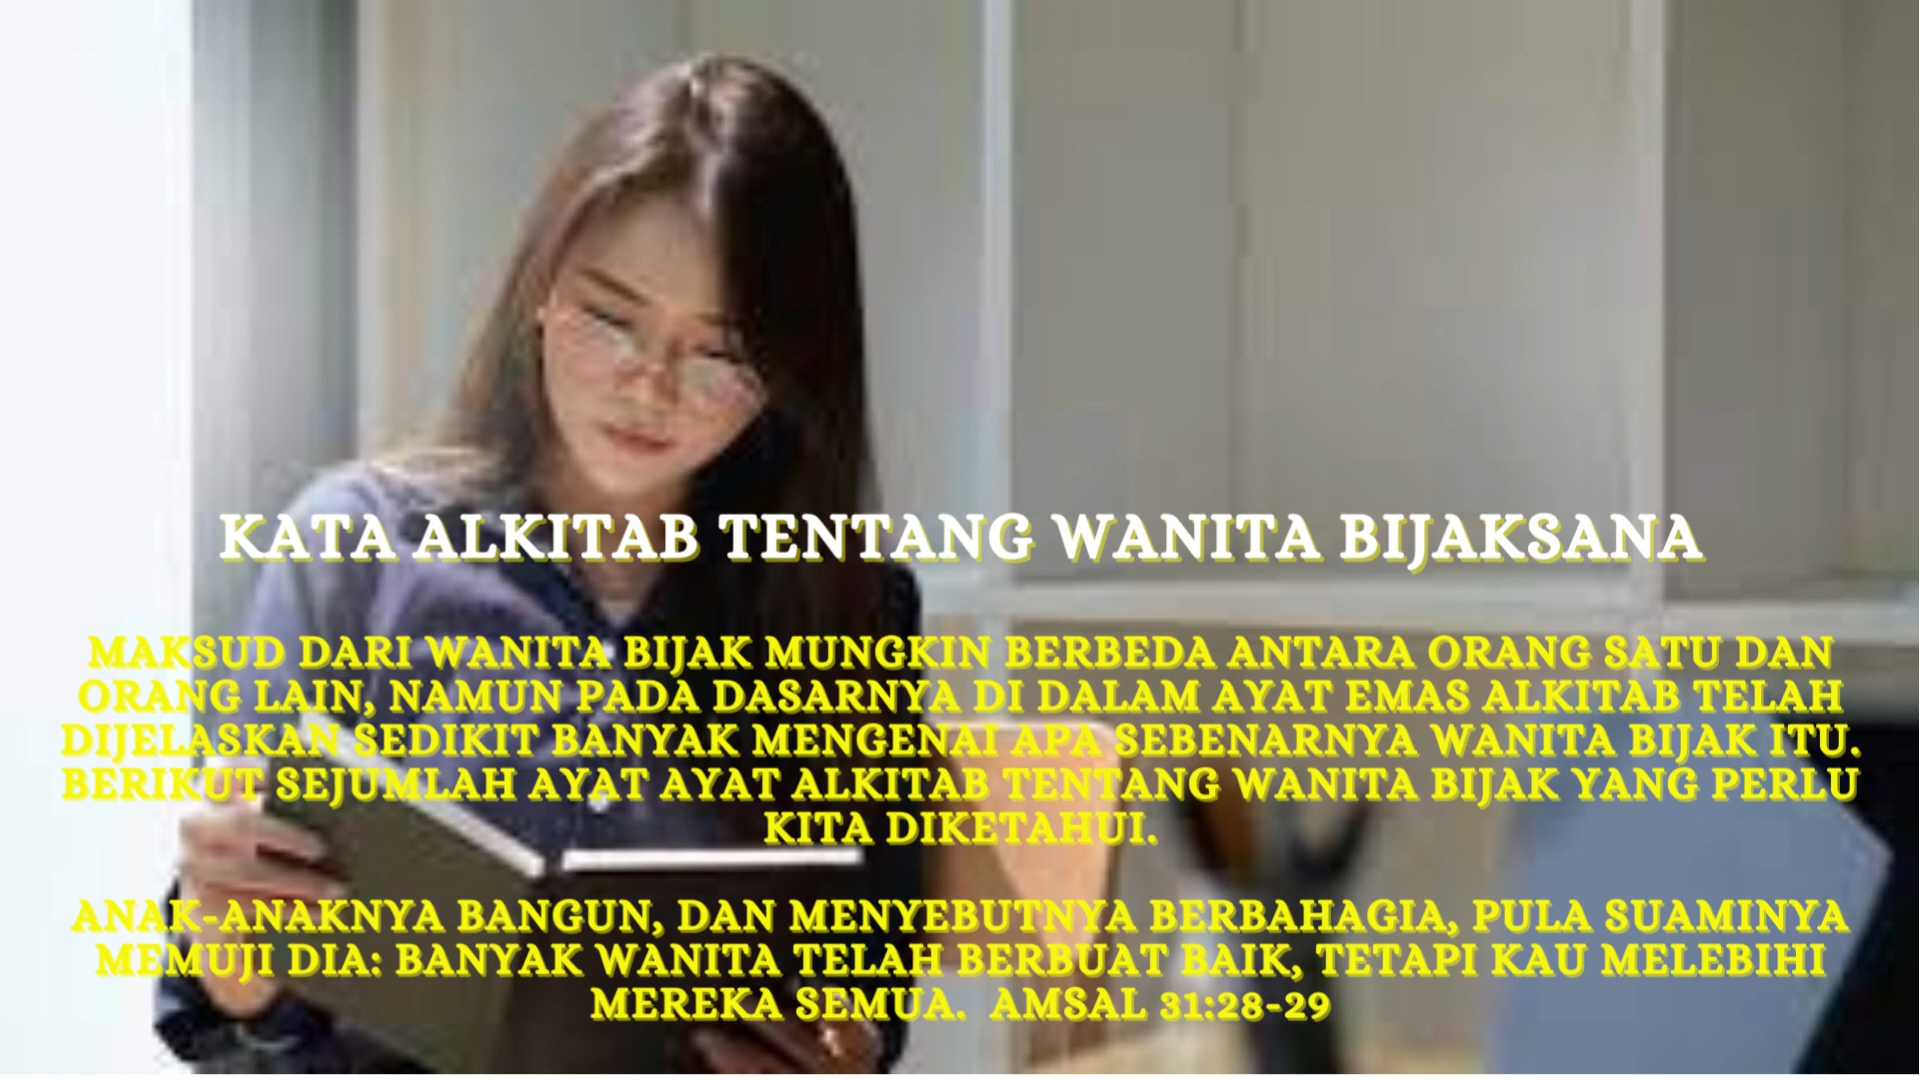 KATA ALKITAB TENTANG WANITA BIJAKSANA
MAKSUD DARI WANITA BIJAK MUNGKIN BERBEDA ANTARA ORANG SATU DAN
ORANG LAIN, NAMUN PADA DASARNYA DI DALAM AYAT EMAS ALKITAB TELAH
DIJELASKAN SEDIKIT BANYAK MENGENAI APA SEBENARNYA WANITA BIJAK ITU.
BERIKUT SEJUMLAH AYAT AYAT ALKITAB TENTANG WANITA BIJAK YANG PERLU
KITA DIKETAHUI.
ANAK-ANAKNYA BANGUN, DAN MENYEBUTNYA BERBAHAGIA, PULA SUAMINYA
MEMUJI DIA: BANYAK WANITA TELAH BERBUAT BAIK, TETAPI KAU MELEBIHI
MEREKA SEMUA. AMSAL 31:28-29